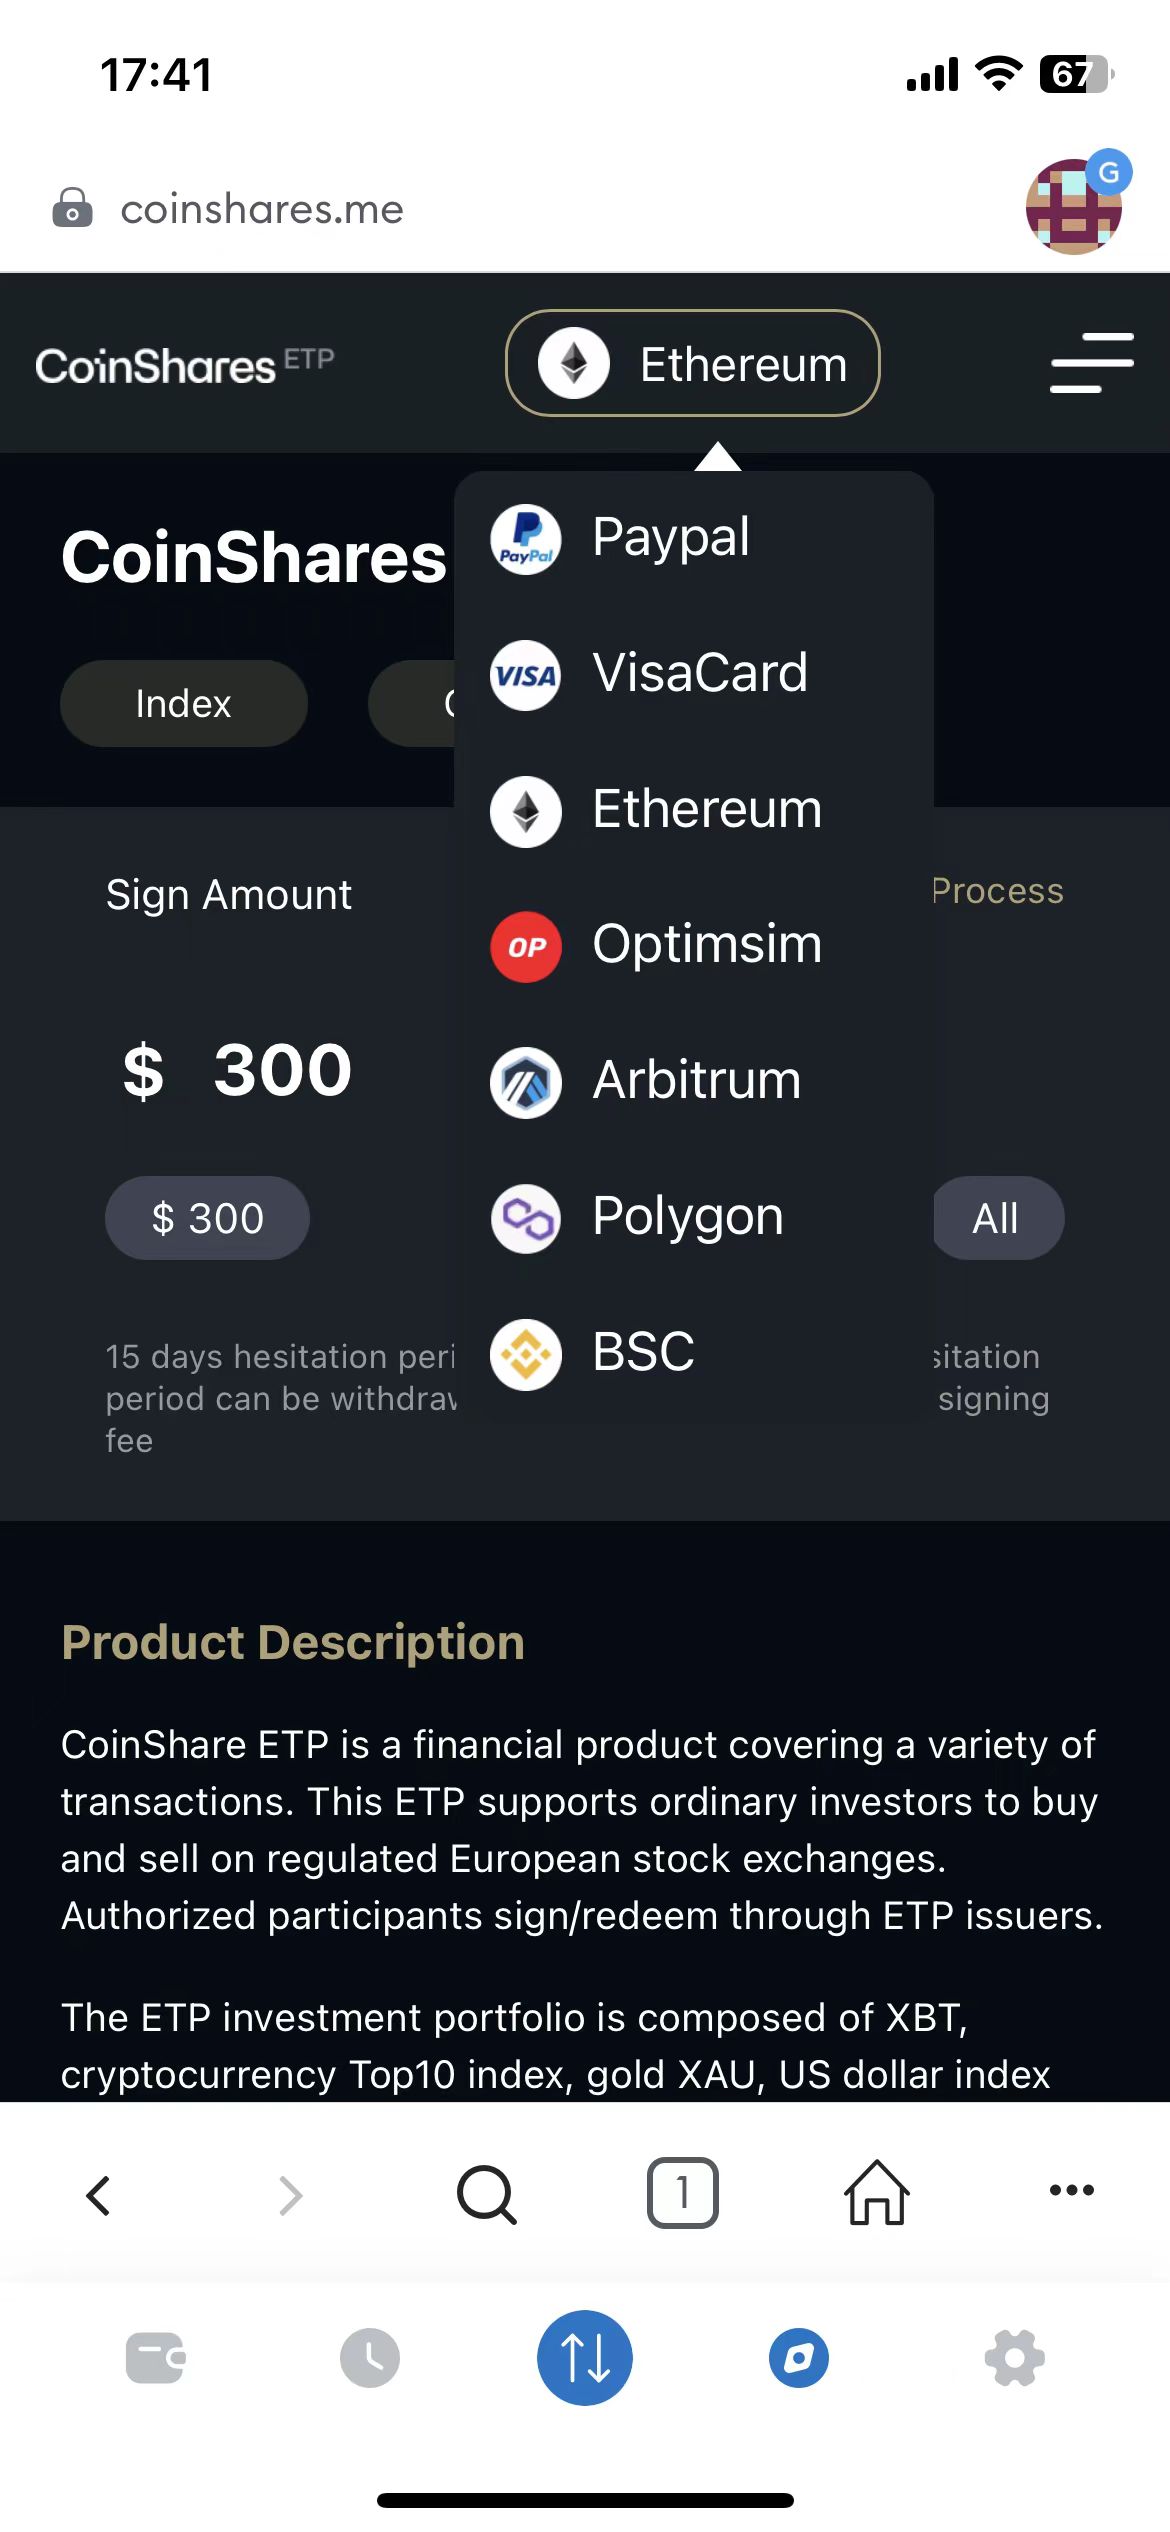 17:41
67
coinshares.me
G
CoinShares ETP
Ethereum
CoinShares
Paypal
PayPal
VISA
VisaCard
Index
Ethereum
Sign Amount
Process
OP
Optimsim
$ 300
Arbitrum
$ 300
Polygon
All
BSC
15 days hesitation
period can be
signing
fee
Product Description
CoinShare ETP is a financial product covering a variety of
transactions. This ETP supports ordinary investors to buy
and sell on regulated European stock exchanges.
Authorized participants sign/redeem through ETP issuers.
The ETP investment portfolio is composed of XBT,
cryptocurrency Top10 index, gold XAU, US dollar index
1